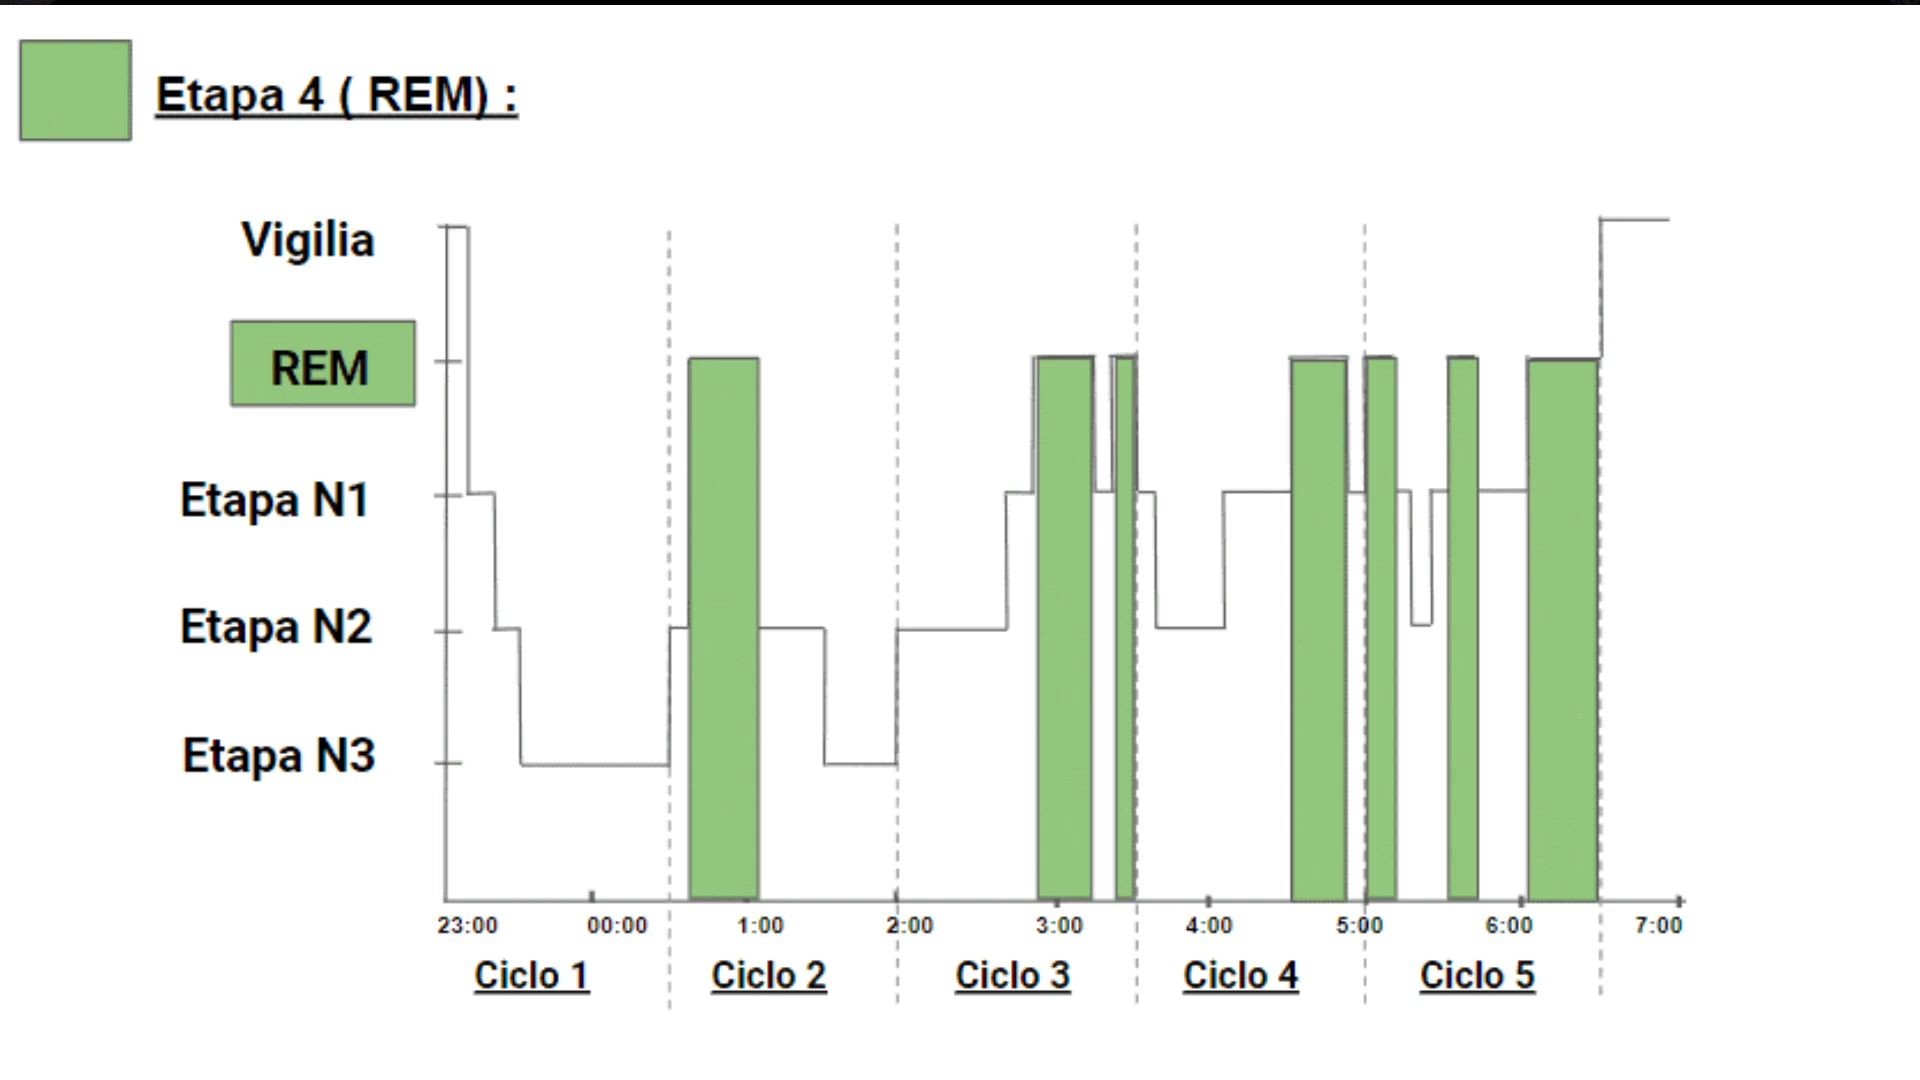 Etapa 4 ( REM) :
Vigilia
REM
Etapa N1
Etapa N2
Etapa N3
23:00 00:00 1:00 2:00 3:00 4:00 5:00 6:00 7:00
Ciclo 1 Ciclo 2 Ciclo 3 Ciclo 4 Ciclo 5